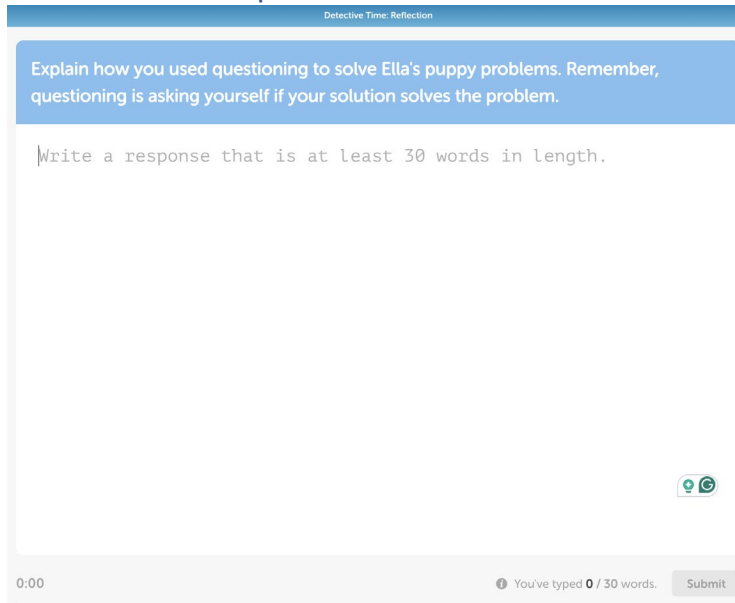 Detective Time: Reflection
Explain how you used questioning to solve Ella's puppy problems. Remember,
questioning is asking yourself if your solution solves the problem.
Write a response that is at least 30 words in length.
0:00
You've typed 0 / 30 words.
Submit